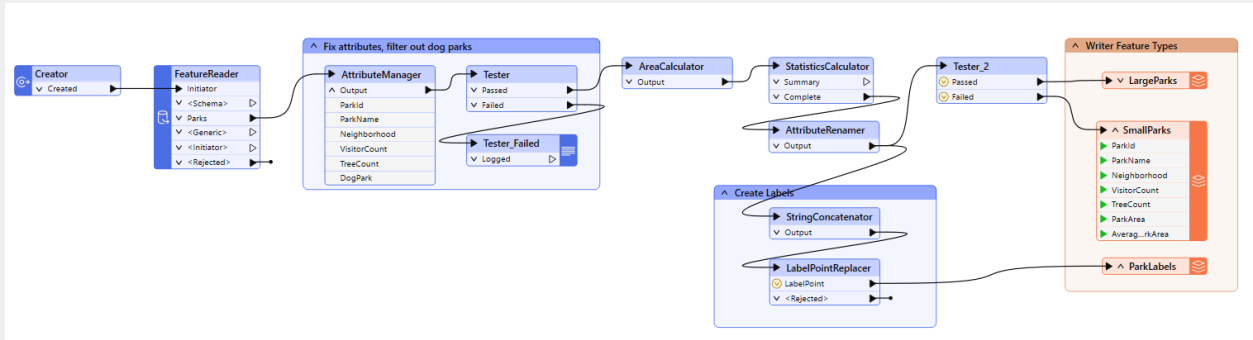 Creator
Created
FeatureReader
Initiator
<Schema>
Parks
<Generic>
<Initiator>
<Rejected>
Fix attributes, filter out dog parks
AttributeManager
Output
ParkId
ParkName
Neighborhood
VisitorCount
TreeCount
DogPark
Tester
Passed
Failed
Tester_Failed
Logged
AreaCalculator
Output
StatisticsCalculator
Summary
Complete
AttributeRenamer
Output
Create Labels
StringConcatenator
Output
LabelPointReplacer
LabelPoint
<Rejected>
Tester_2
Passed
Failed
Writer Feature Types
LargeParks
SmallParks
ParkId
ParkName
Neighborhood
VisitorCount
TreeCount
ParkArea
Averag...rkArea
ParkLabels